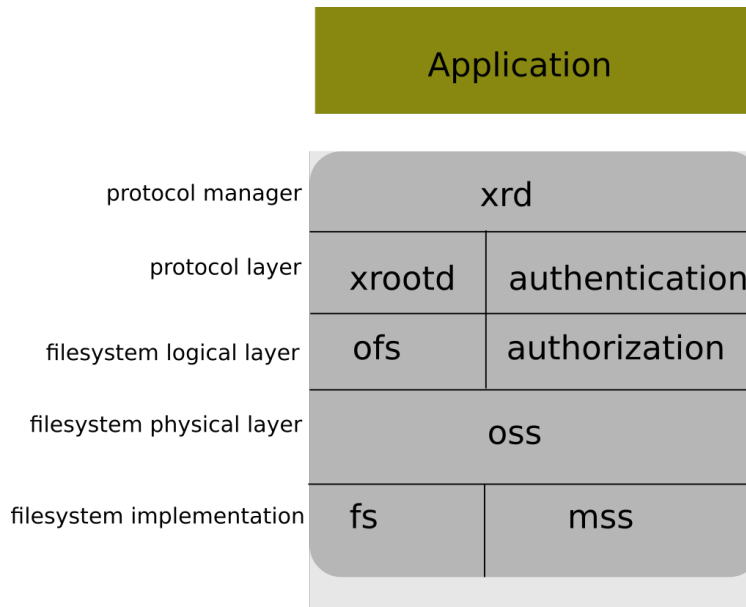 Application
protocol manager
xrd
protocol layer
xrootd
authentication
filesystem logical layer
ofs
authorization
filesystem physical layer
oss
filesystem implementation
fs
mss